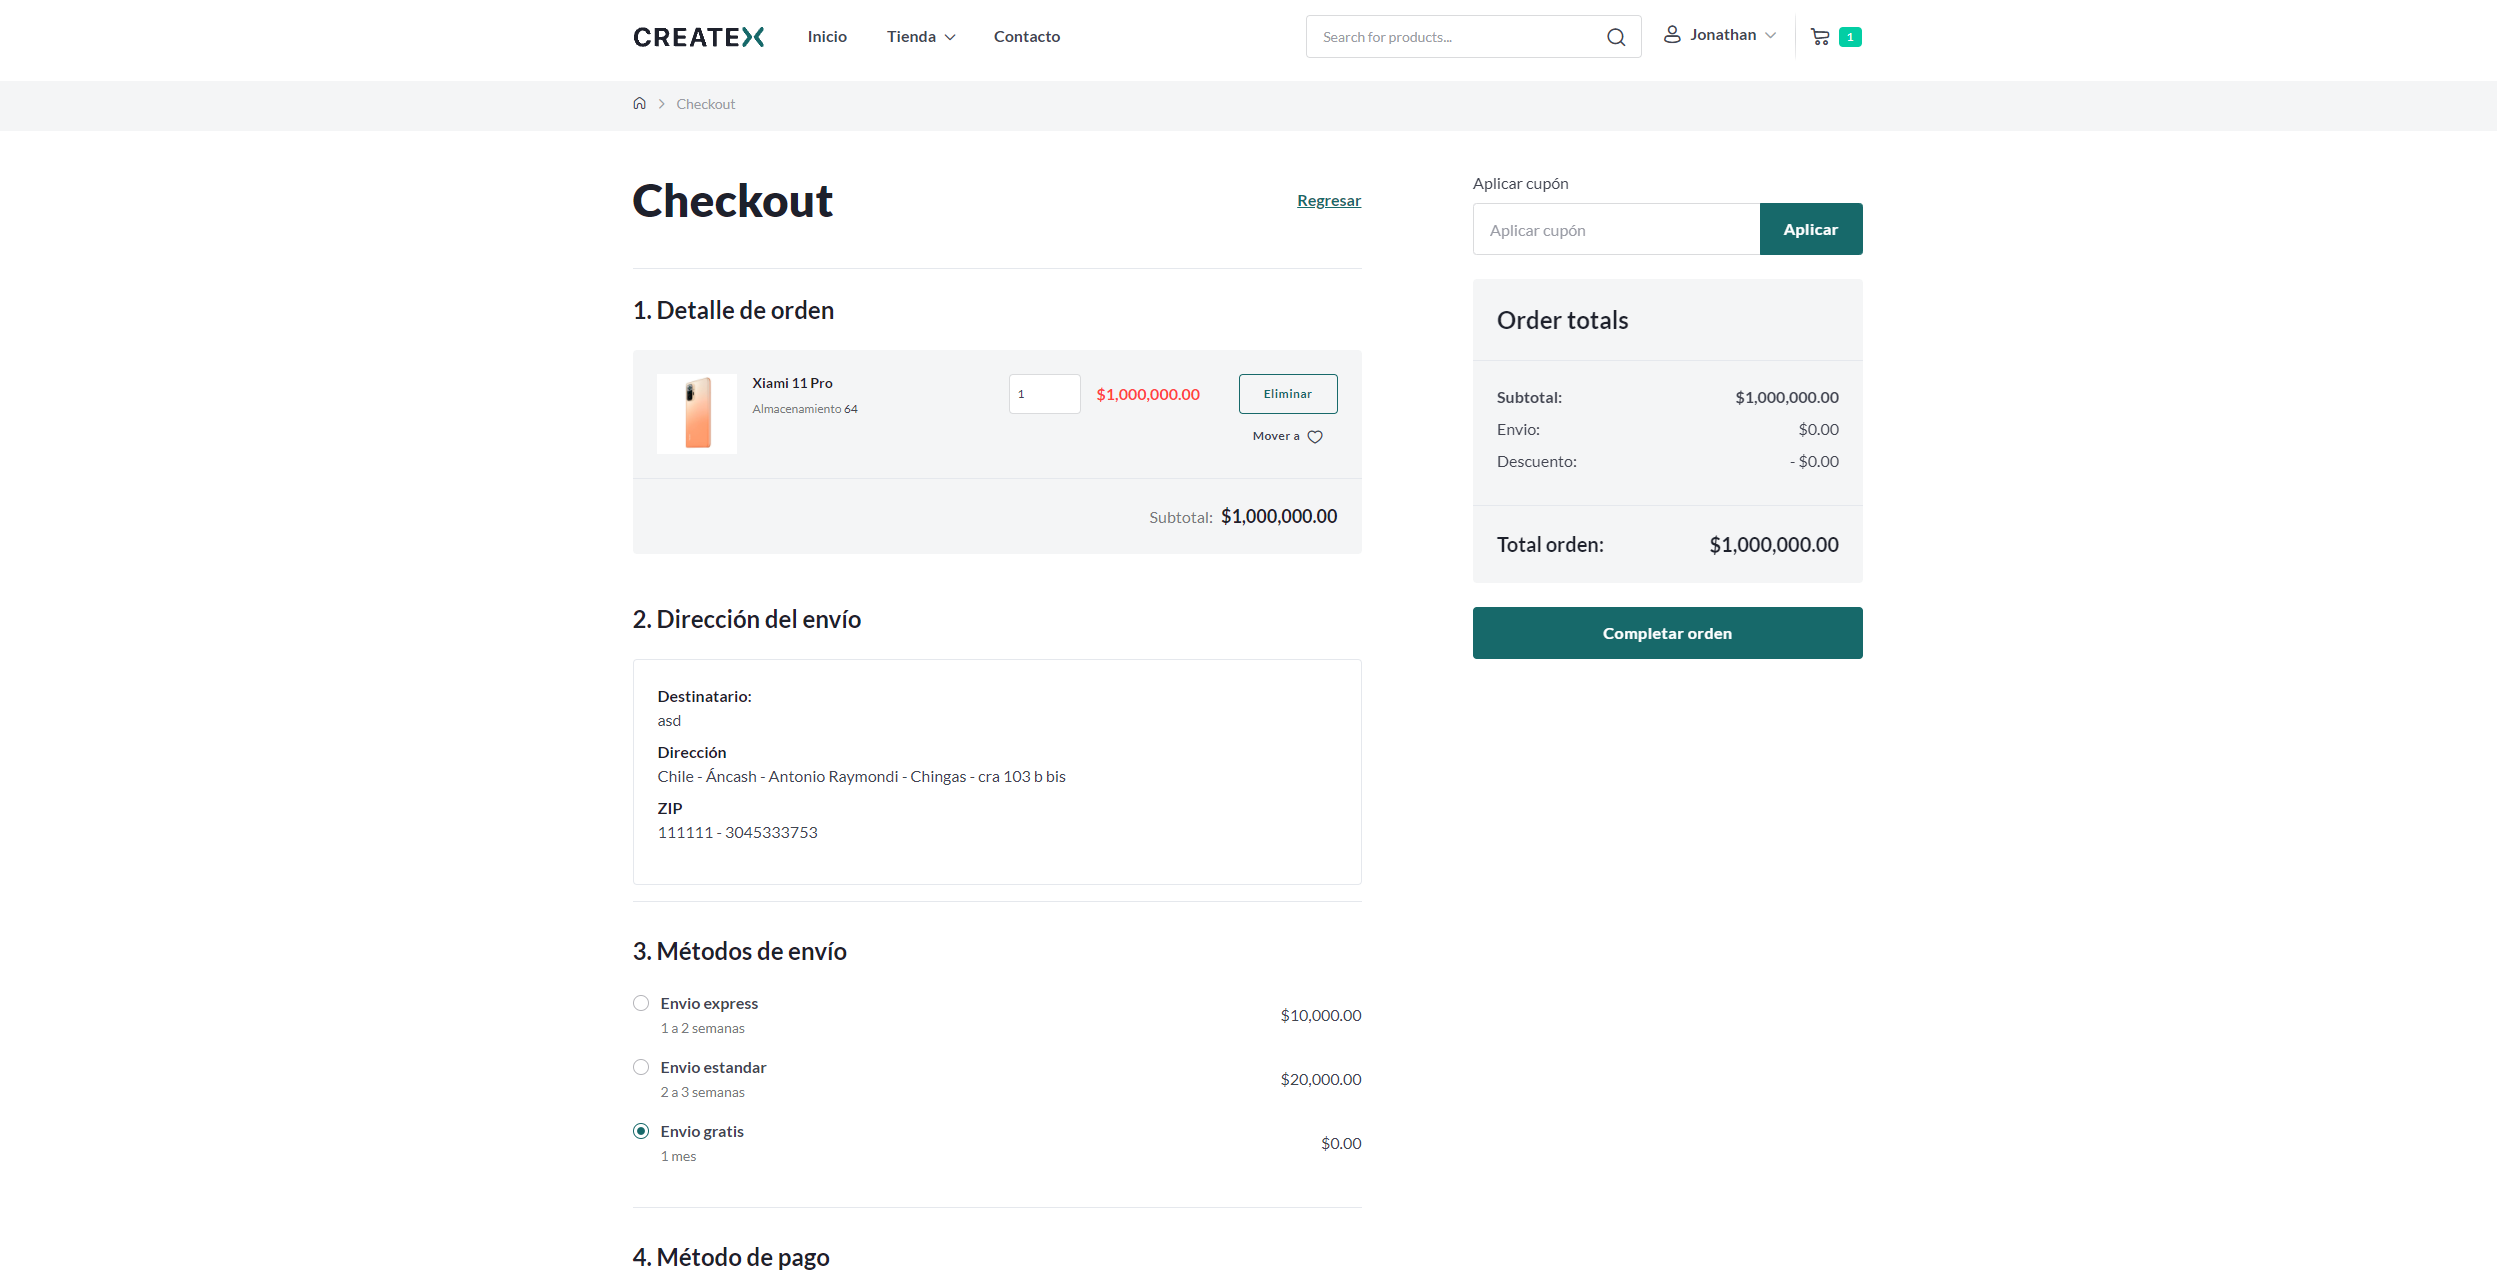 CREATEX
Inicio
Tienda
Contacto
Search for products...
Jonathan
1
Checkout
Checkout
Regresar
1. Detalle de orden
Xiami 11 Pro
Almacenamiento 64
1
$1,000,000.00
Eliminar
Mover a
Subtotal: $1,000,000.00
2. Dirección del envío
Destinatario:
asd
Dirección
Chile - Áncash - Antonio Raymondi - Chingas - cra 103 b bis
ZIP
111111 - 3045333753
3. Métodos de envío
Envio express
1 a 2 semanas
$10,000.00
Envio estandar
2 a 3 semanas
$20,000.00
Envio gratis
1 mes
$0.00
4. Método de pago
Aplicar cupón
Aplicar cupón
Aplicar
Order totals
Subtotal: $1,000,000.00
Envio: $0.00
Descuento: - $0.00
Total orden: $1,000,000.00
Completar orden